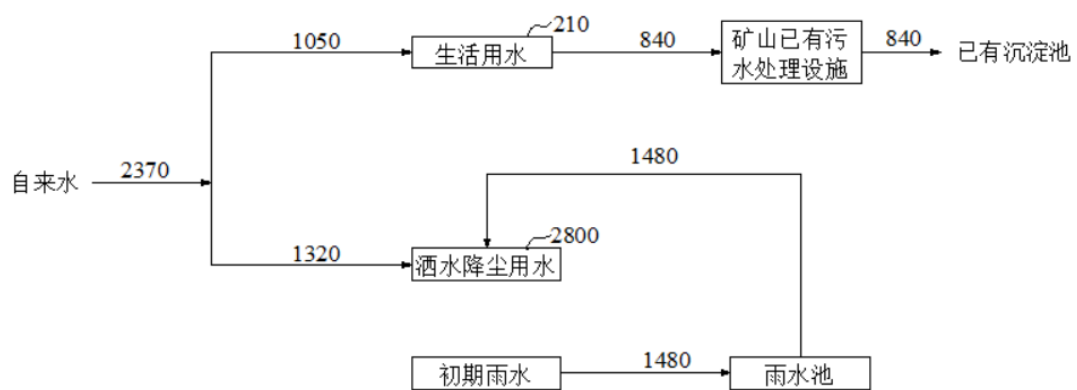 210
1050
生活用水
840
矿山已有污
水处理设施
840
已有沉淀池
自来水
2370
1480
2800
1320
洒水降尘用水
初期雨水
1480
雨水池